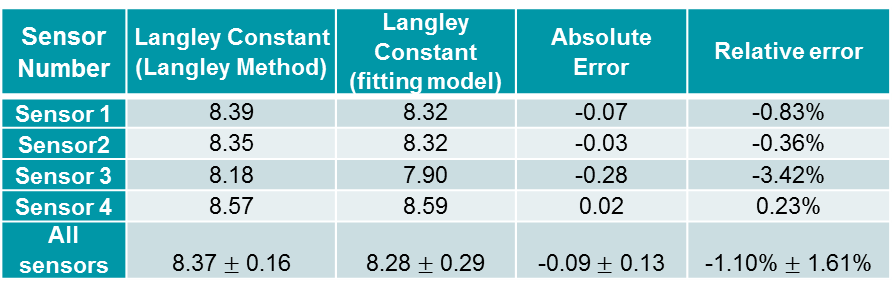 Sensor Number | Langley Constant (Langley Method) | Langley Constant (fitting model) | Absolute Error | Relative error
Sensor 1 | 8.39 | 8.32 | -0.07 | -0.83%
Sensor2 | 8.35 | 8.32 | -0.03 | -0.36%
Sensor 3 | 8.18 | 7.90 | -0.28 | -3.42%
Sensor 4 | 8.57 | 8.59 | 0.02 | 0.23%
All sensors | 8.37 ± 0.16 | 8.28 ± 0.29 | -0.09 ± 0.13 | -1.10% ± 1.61%